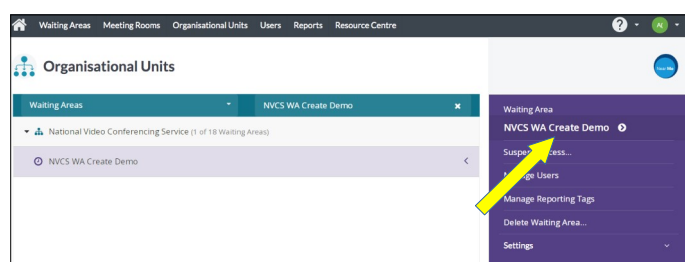 Waiting Areas Meeting Rooms Organisational Units Users Reports Resource Centre ?
Organisational Units
Waiting Areas NVCS WA Create Demo ×
National Video Conferencing Service (1 of 18 Waiting Areas)
NVCS WA Create Demo
Waiting Area
NVCS WA Create Demo
Users
Manage Reporting Tags
Delete Waiting Area...
Settings